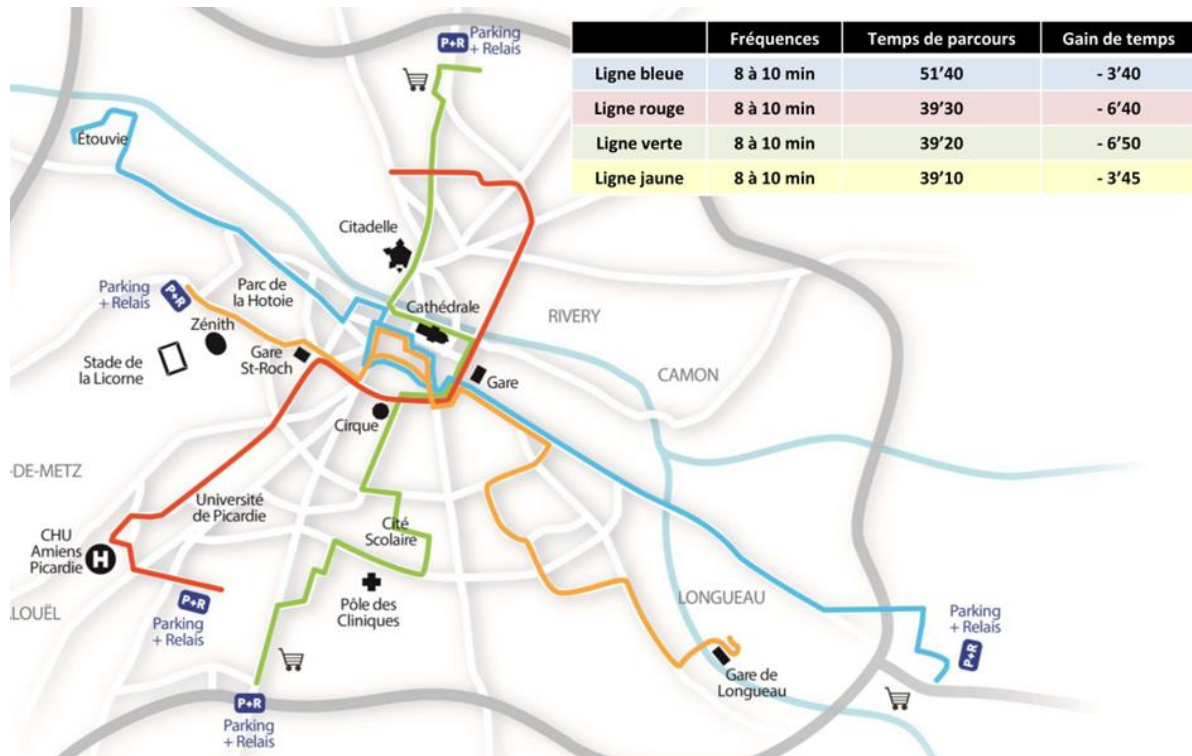 Parking
P+R + Relais
Fréquences Temps de parcours Gain de temps
Ligne bleue 8 à 10 min 51'40 - 3'40
Ligne rouge 8 à 10 min 39'30 - 6'40
Ligne verte 8 à 10 min 39'20 - 6'50
Ligne jaune 8 à 10 min 39'10 - 3'45
Étouvie
Citadelle
Parking
+ Relais
P+R
Parc de
la Hotoie
Zénith
Stade de
la Licorne
Gare
St-Roch
Cathédrale
RIVERY
Gare
CAMON
Cirque
-DE-METZ
Université
de Picardie
CHU
Amiens
Picardie
H
Cité
Scolaire
Pôle des
Cliniques
P+R
Parking
+ Relais
LONGUEAU
Parking
+ Relais
P+R
Gare de
Longueau
.LOUËL
P+R
Parking
+ Relais